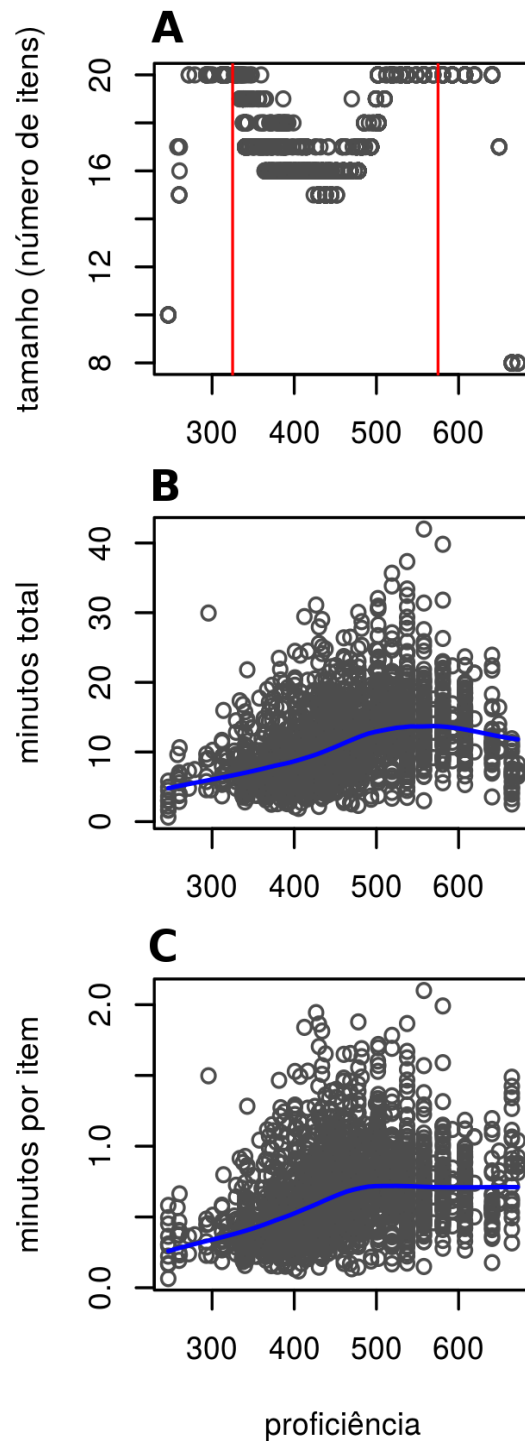 A
tamanho (número de itens)
20
16
12
8
300 400 500 600
B
minutos total
40
30
20
10
0
300 400 500 600
C
minutos por item
2.0
1.0
0.0
300 400 500 600
proficiência